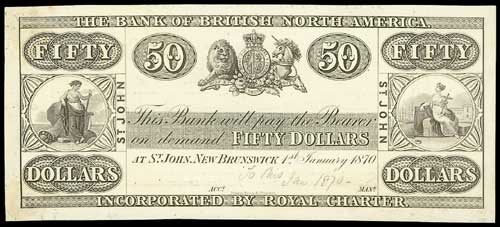 THE BANK OF BRITISH NORTH AMERICA.
FIFTY 50 50 FIFTY
ST JOHN ST JOHN
This Bank will pay the Bearer
on demand FIFTY DOLLARS
AT ST. JOHN, NEW BRUNSWICK 1st January 1870
To this
Jan 1870
ACCT. MANR.
DOLLARS DOLLARS
INCORPORATED BY ROYAL CHARTER.